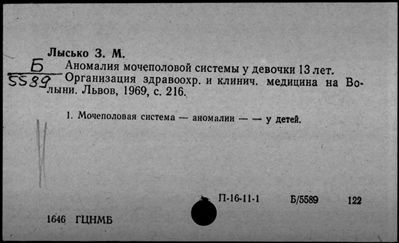 Лысько З. М.
Б
5589
Аномалия мочеполовой системы у девочки 13 лет.
Организация здравоохр. и клинич. медицина на Во-
лыни. Львов, 1969, с. 216.
1. Мочеполовая система — аномалии — — у детей.
П-16-11-1 Б/5589 122
1646 ГЦНМБ